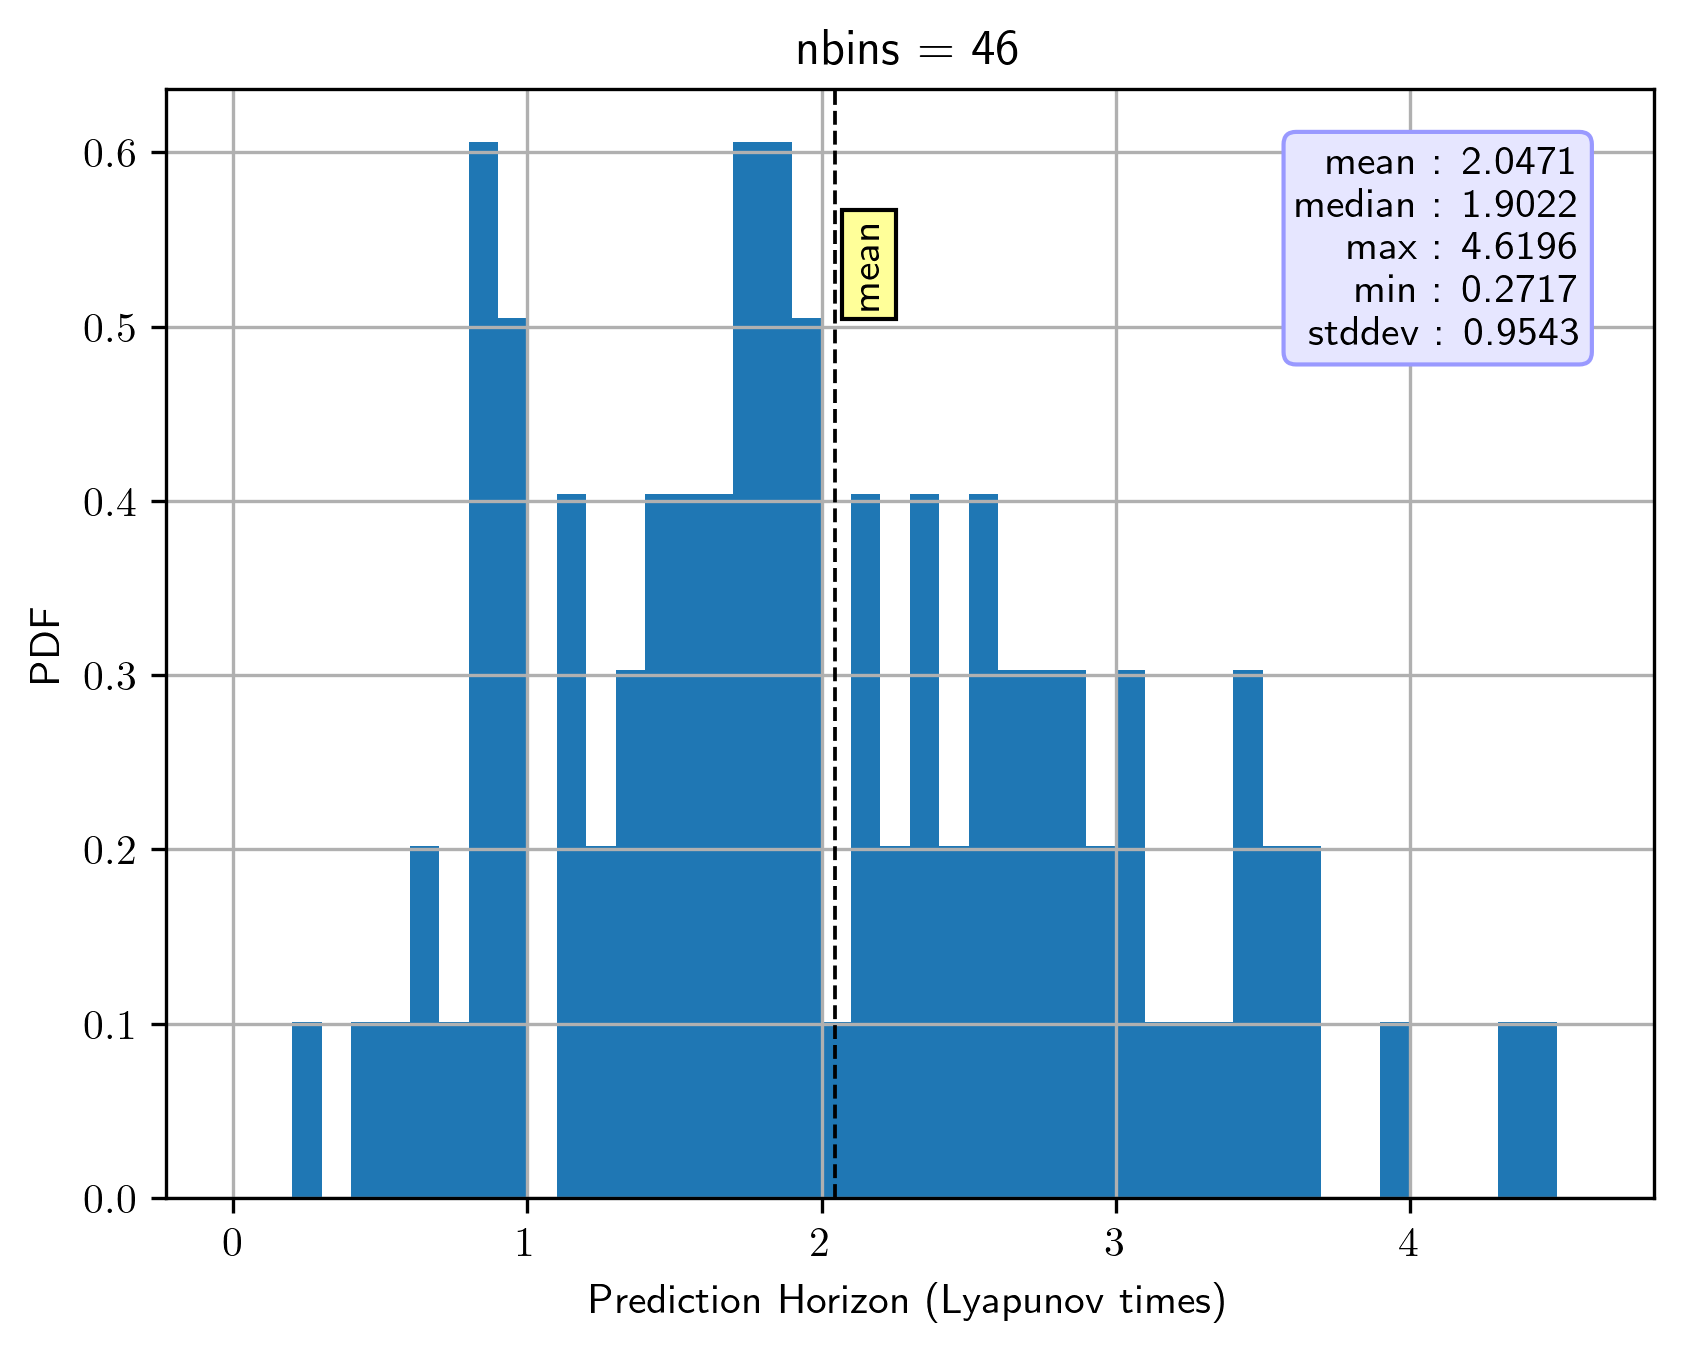 nbins = 46
0.6
0.5
0.4
0.3
0.2
0.1
0.0
PDF
mean
mean : 2.0471
median : 1.9022
max : 4.6196
min : 0.2717
stddev : 0.9543
0 1 2 3 4
Prediction Horizon (Lyapunov times)